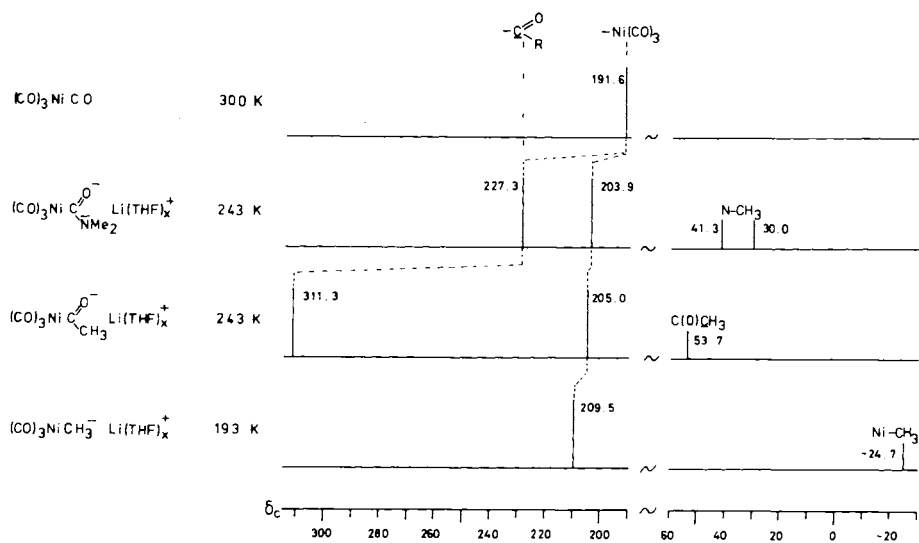 O
–C
R
–Ni(CO)₃
191.6
(CO)₃NiCO 300 K
227.3
203.9
N–CH₃
41.3 30.0
O⁻
(CO)₃NiC Li(THF)ₓ⁺ 243 K
NMe₂
311.3
205.0
C(O)CH₃
53.7
O⁻
(CO)₃NiC Li(THF)ₓ⁺ 243 K
CH₃
209.5
Ni–CH₃
-24.7
(CO)₃NiCH₃⁻ Li(THF)ₓ⁺ 193 K
~
~
~
~
δc ~
300 280 260 240 220 200 60 40 20 0 -20